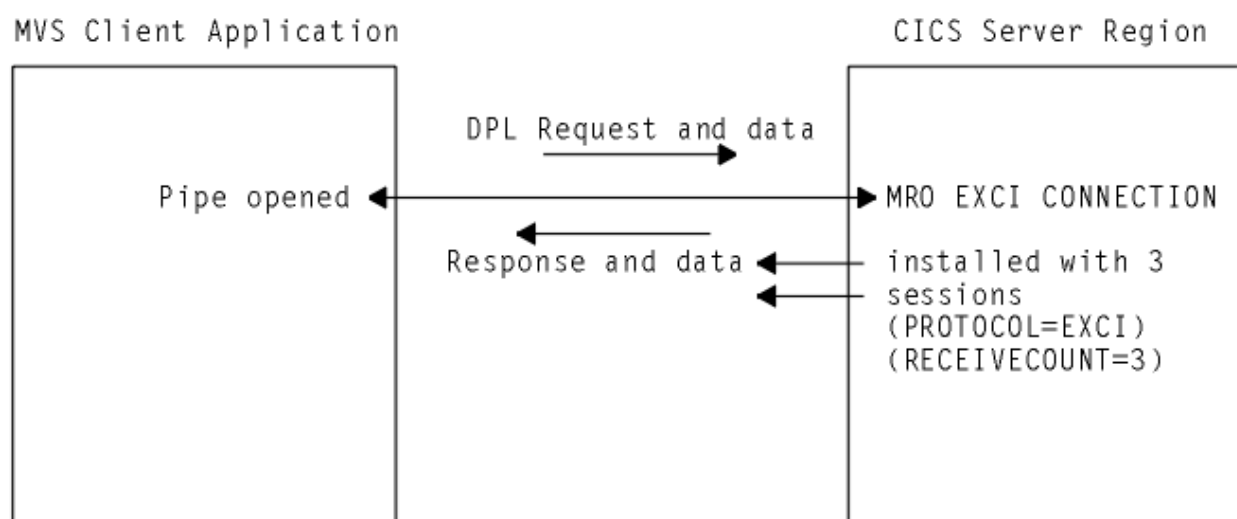 MVS Client Application
CICS Server Region
DPL Request and data
Pipe opened
MRO EXCI CONNECTION
Response and data
installed with 3
sessions
(PROTOCOL=EXCI)
(RECEIVECOUNT=3)